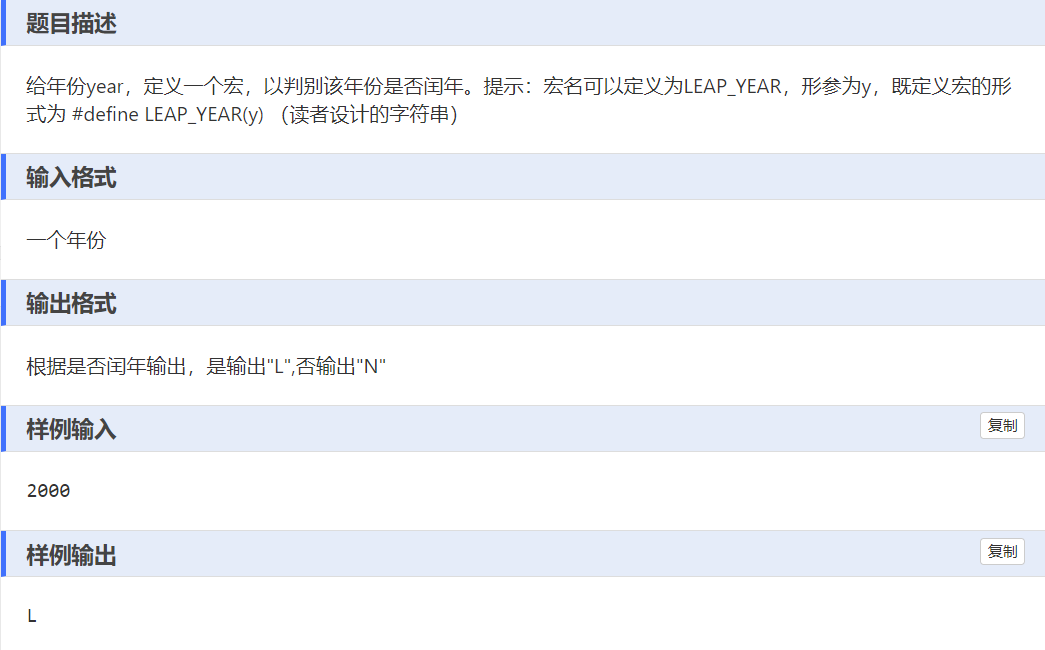 题目描述
给年份year，定义一个宏，以判别该年份是否闰年。提示：宏名可以定义为LEAP_YEAR，形参为y，既定义宏的形
式为 #define LEAP_YEAR(y) （读者设计的字符串）
输入格式
一个年份
输出格式
根据是否闰年输出，是输出"L",否输出"N"
样例输入
复制
2000
样例输出
复制
L